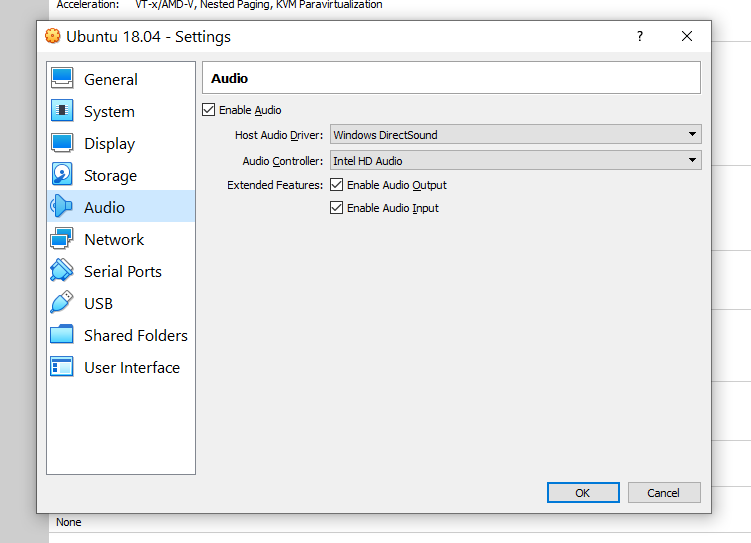 Acceleration: VT-x/AMD-V, Nested Paging, KVM Paravirtualization
Ubuntu 18.04 - Settings ?
General
System
Display
Storage
Audio
Network
Serial Ports
USB
Shared Folders
User Interface
Audio
Enable Audio
Host Audio Driver: Windows DirectSound
Audio Controller: Intel HD Audio
Extended Features: Enable Audio Output
Enable Audio Input
OK Cancel
None